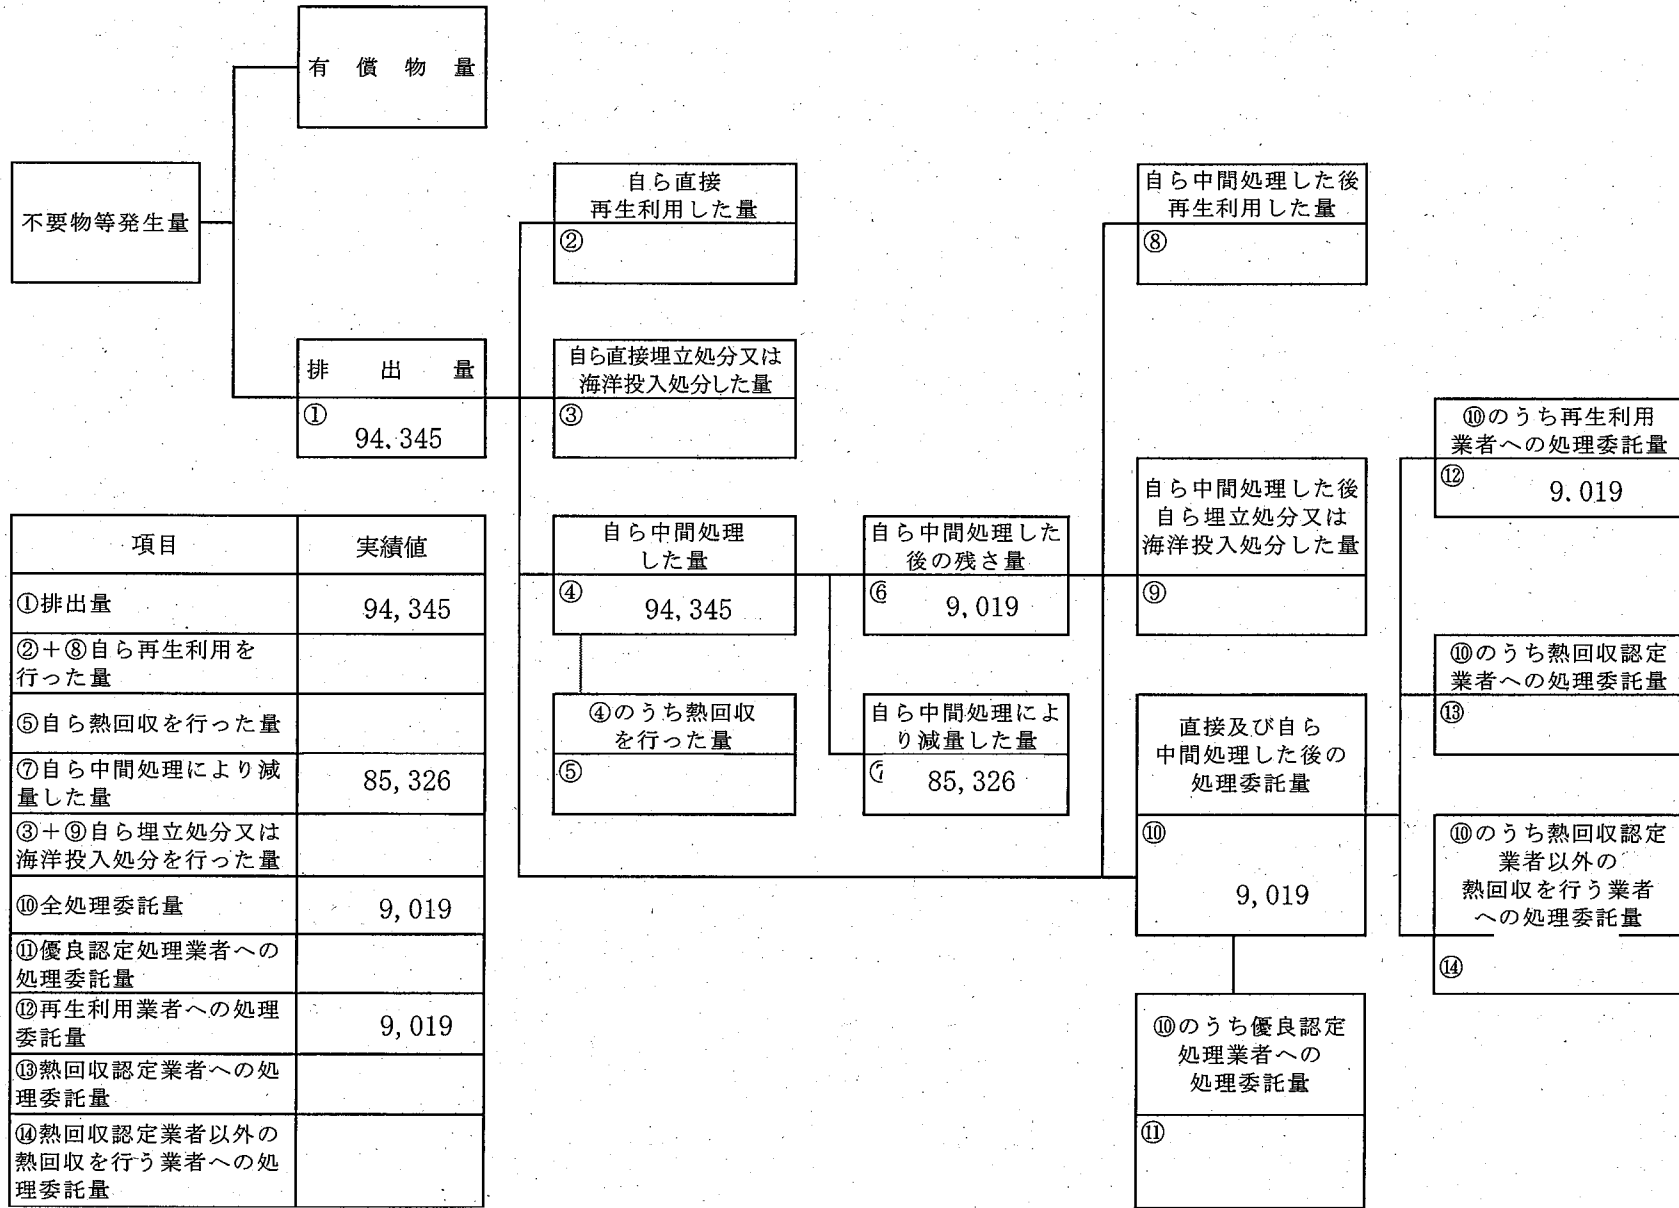 有償物量
不要物等発生量
排出量
①
94.345
自ら直接
再生利用した量
②
自ら直接埋立処分又は
海洋投入処分した量
③
自ら中間処理
した量
④
94,345
④のうち熱回収
を行った量
⑤
自ら中間処理した
後の残さ量
⑥
9,019
自ら中間処理によ
り減量した量
⑦
85,326
自ら中間処理した後
再生利用した量
⑧
自ら中間処理した後
自ら埋立処分又は
海洋投入処分した量
⑨
直接及び自ら
中間処理した後の
処理委託量
⑩
9,019
⑩のうち優良認定
処理業者への
処理委託量
⑪
⑩のうち再生利用
業者への処理委託量
⑫
9.019
⑩のうち熱回収認定
業者への処理委託量
⑬
⑩のうち熱回収認定
業者以外の
熱回収を行う業者
への処理委託量
⑭
項目 実績値
①排出量 94,345
②+⑧自ら再生利用を
行った量
⑤自ら熱回収を行った量
⑦自ら中間処理により減
量した量 85,326
③+⑨自ら埋立処分又は
海洋投入処分を行った量
⑩全処理委託量 9,019
⑪優良認定処理業者への
処理委託量
⑫再生利用業者への処理
委託量 9,019
⑬熱回収認定業者への処
理委託量
⑭熱回収認定業者以外の
熱回収を行う業者への処
理委託量